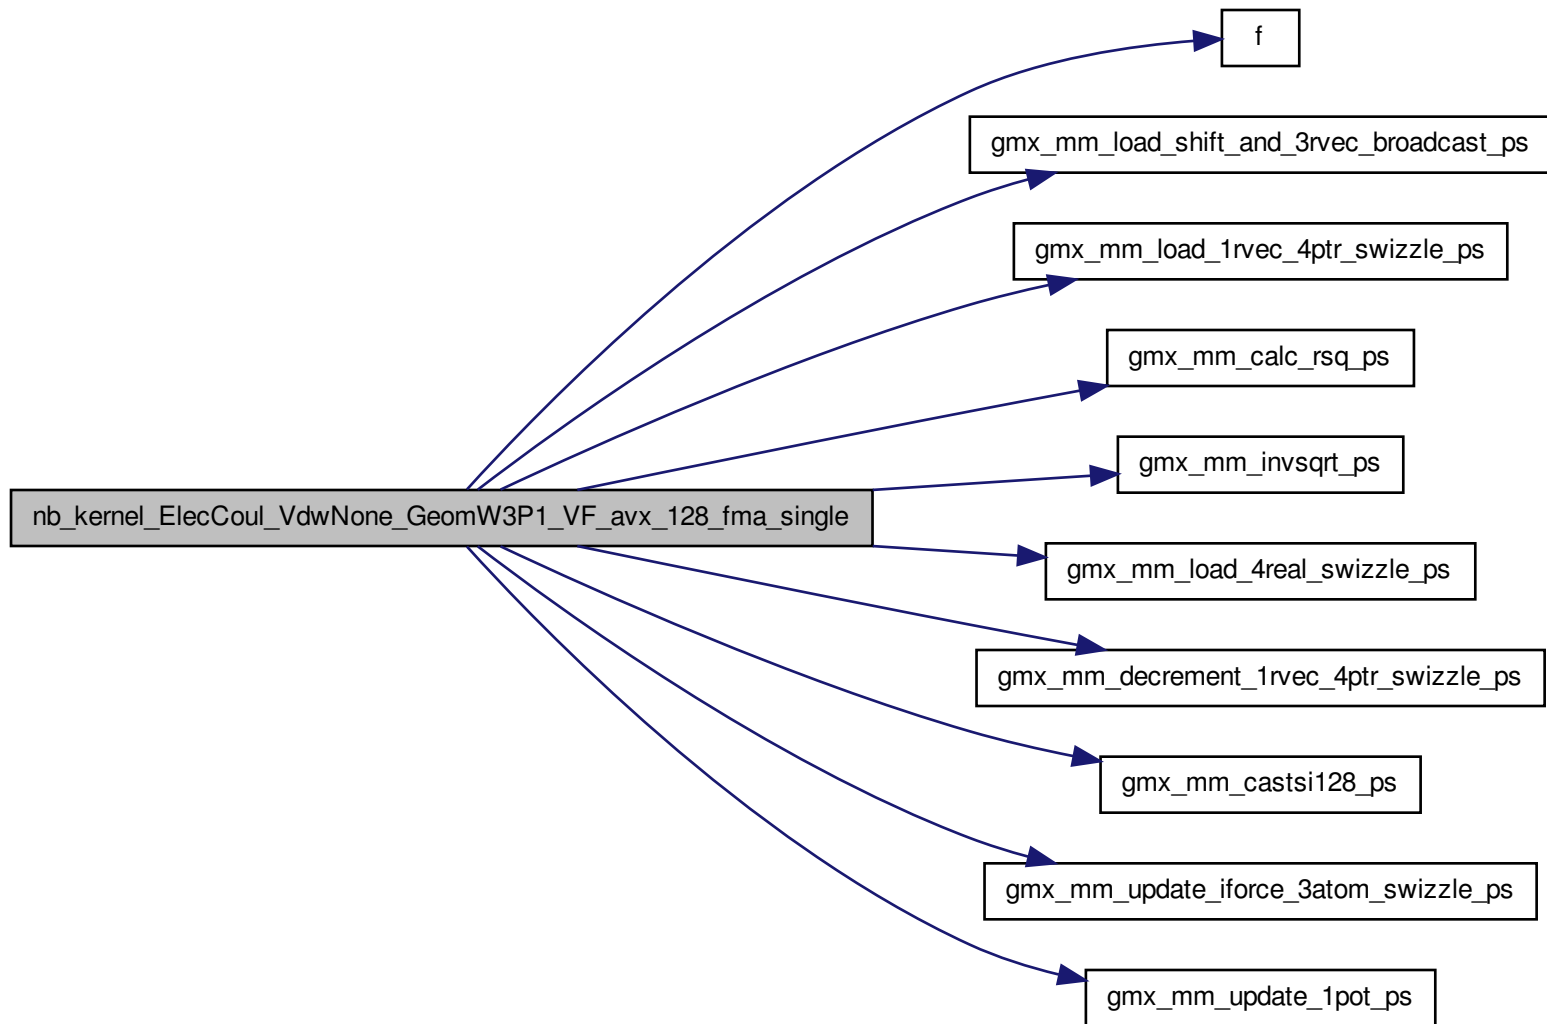 f
gmx_mm_load_shift_and_3rvec_broadcast_ps
gmx_mm_load_1rvec_4ptr_swizzle_ps
gmx_mm_calc_rsq_ps
gmx_mm_invsqrt_ps
nb_kernel_ElecCoul_VdwNone_GeomW3P1_VF_avx_128_fma_single
gmx_mm_load_4real_swizzle_ps
gmx_mm_decrement_1rvec_4ptr_swizzle_ps
gmx_mm_castsi128_ps
gmx_mm_update_iforce_3atom_swizzle_ps
gmx_mm_update_1pot_ps